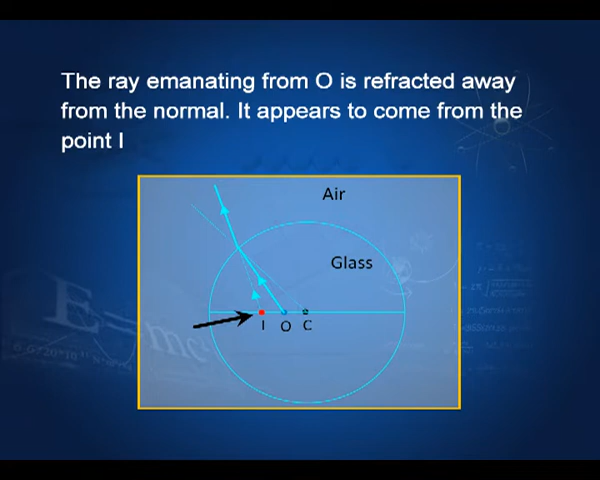 The ray emanating from O is refracted away
from the normal. It appears to come from the
point I
Air
Glass
I O C